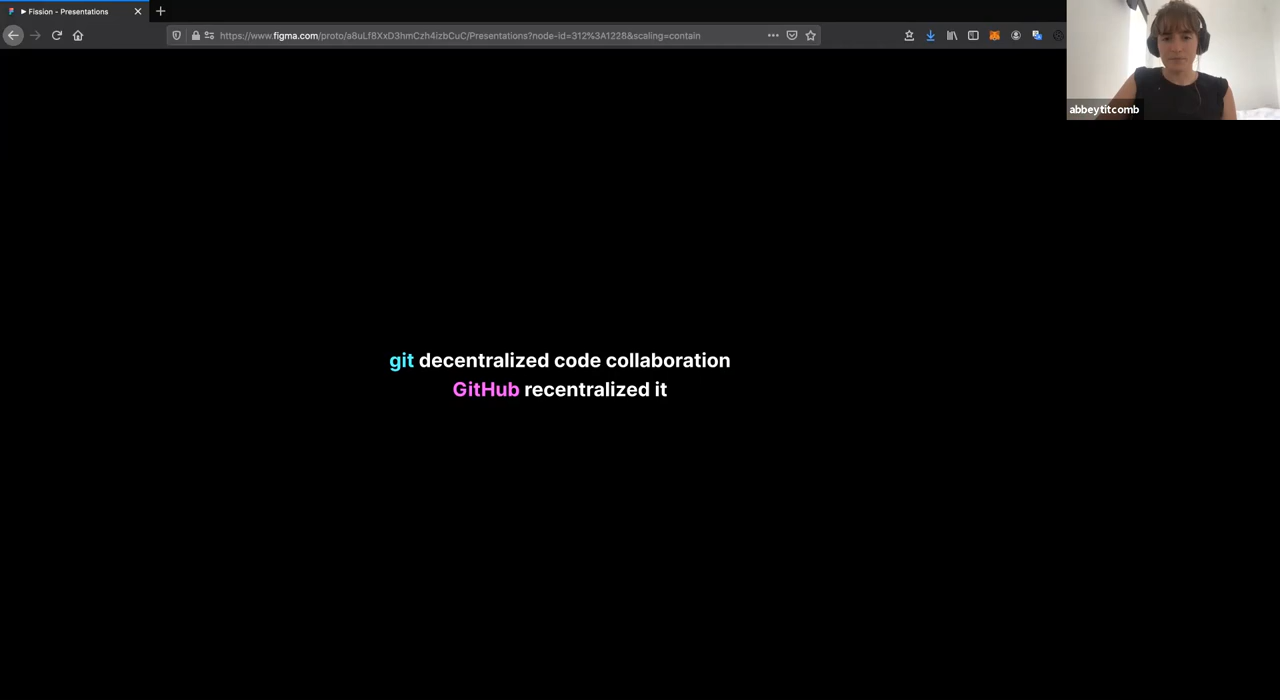 ▶ Fission - Presentations
https://www.figma.com/proto/a8uLf8XxD3hmCzh4izbCuC/Presentations?node-id=312%3A1228&scaling=contain
abbeytitcomb
git decentralized code collaboration
GitHub recentralized it